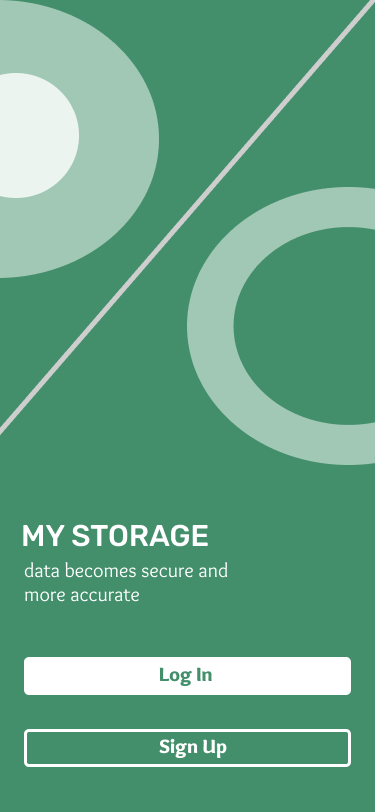 MY STORAGE
data becomes secure and
more accurate
Log In
Sign Up